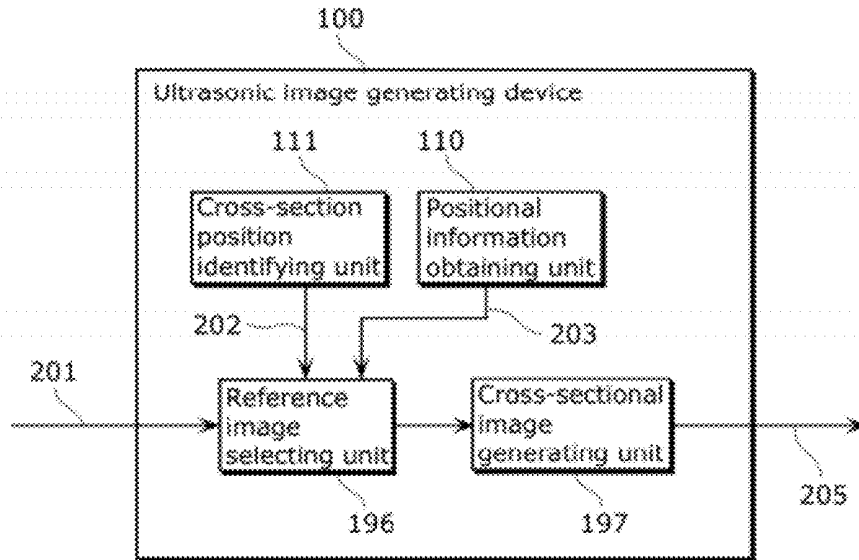 100
Ultrasonic image generating device
111
110
Cross-section
position
identifying unit
Positional
information
obtaining unit
202
203
201
Reference
image
selecting unit
Cross-sectional
image
generating unit
196
197
205